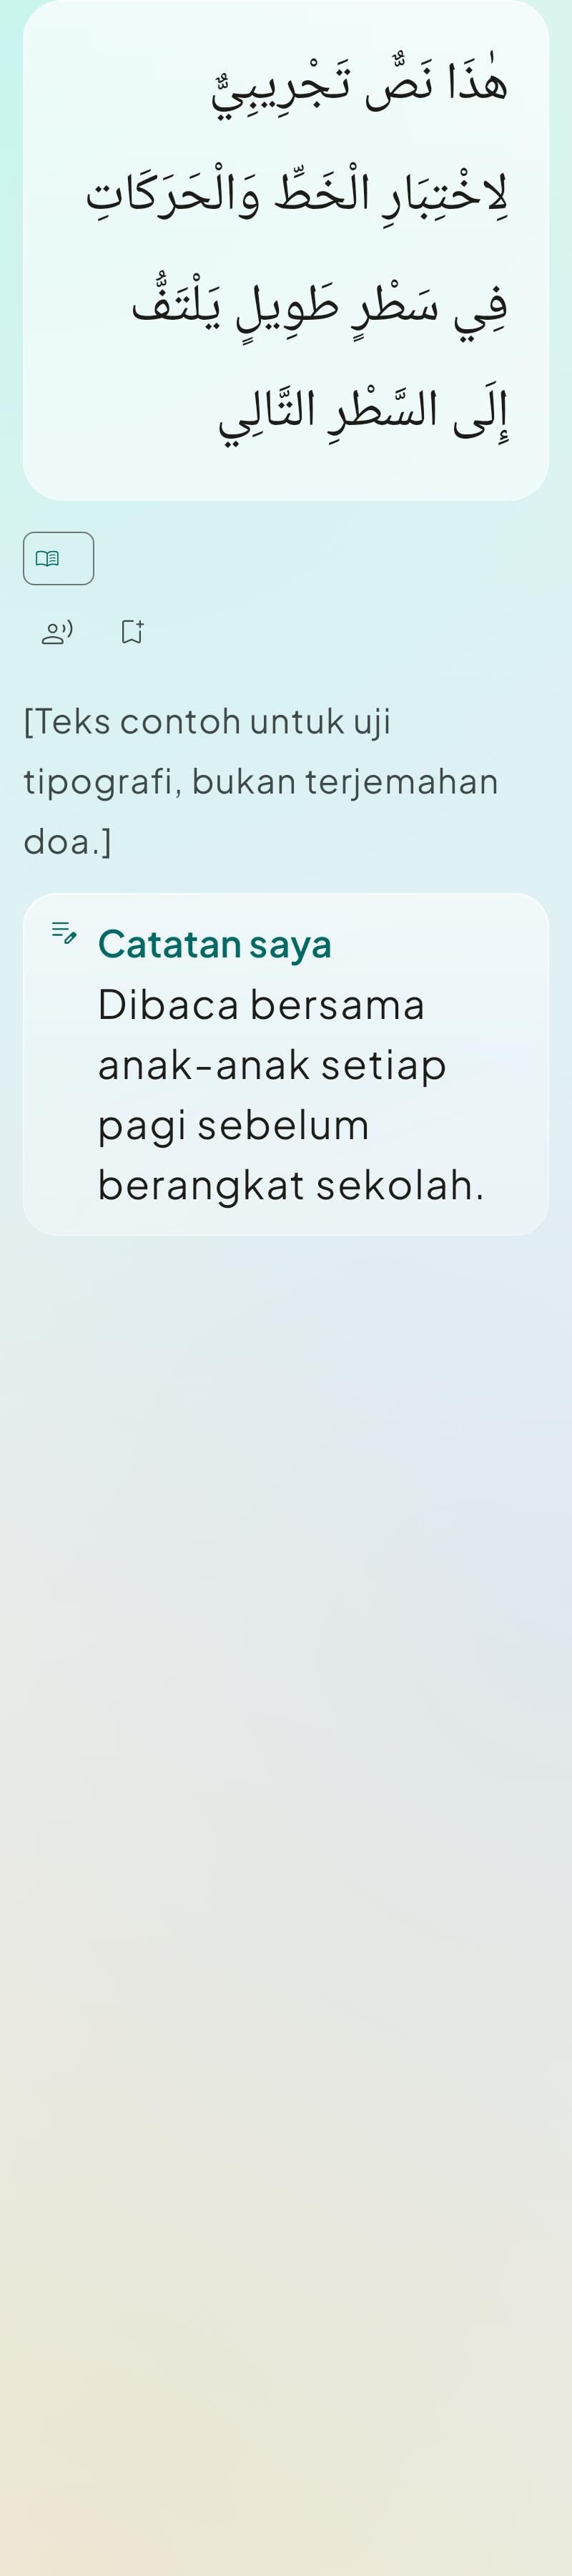 هٰذَا نَصٌّ تَجْرِيبِيٌّ
لِاخْتِبَارِ الْخَطِّ وَالْحَرَكَاتِ
فِي سَطْرٍ طَوِيلٍ يَلْتَفُّ
إِلَى السَّطْرِ التَّالِي
[Teks contoh untuk uji
tipografi, bukan terjemahan
doa.]
Catatan saya
Dibaca bersama
anak-anak setiap
pagi sebelum
berangkat sekolah.